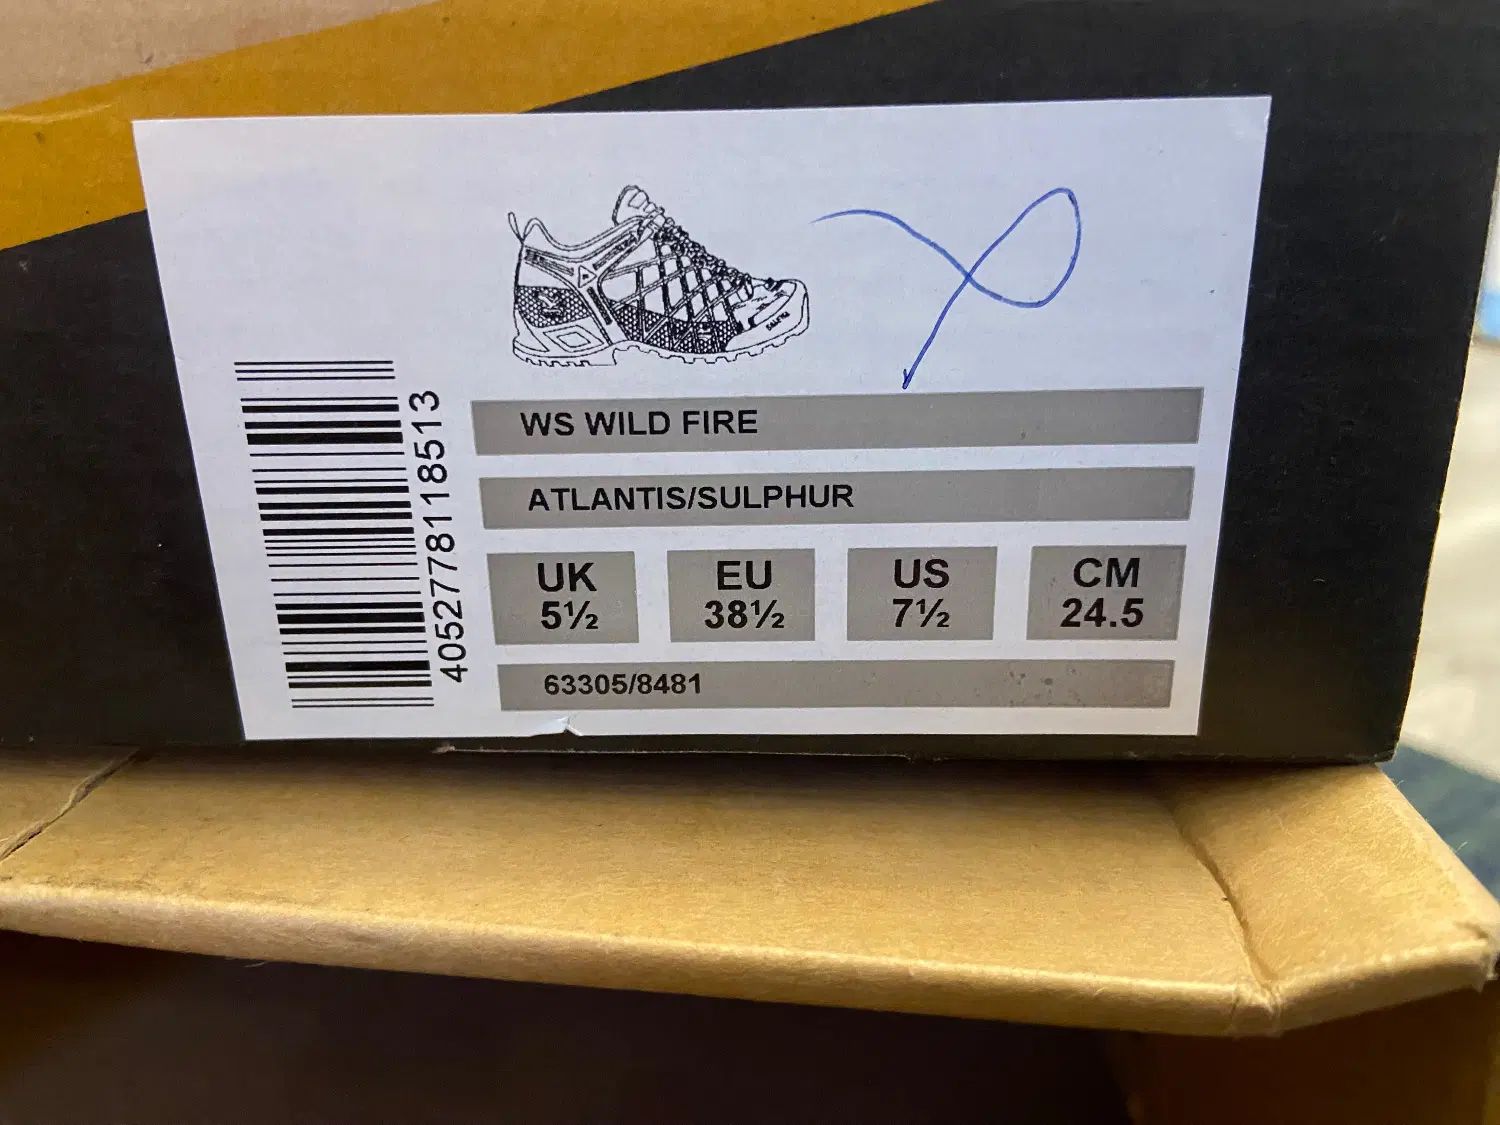 WS WILD FIRE
ATLANTIS/SULPHUR
UK EU US CM
5½ 38½ 7½ 24.5
63305/8481
4052778118513